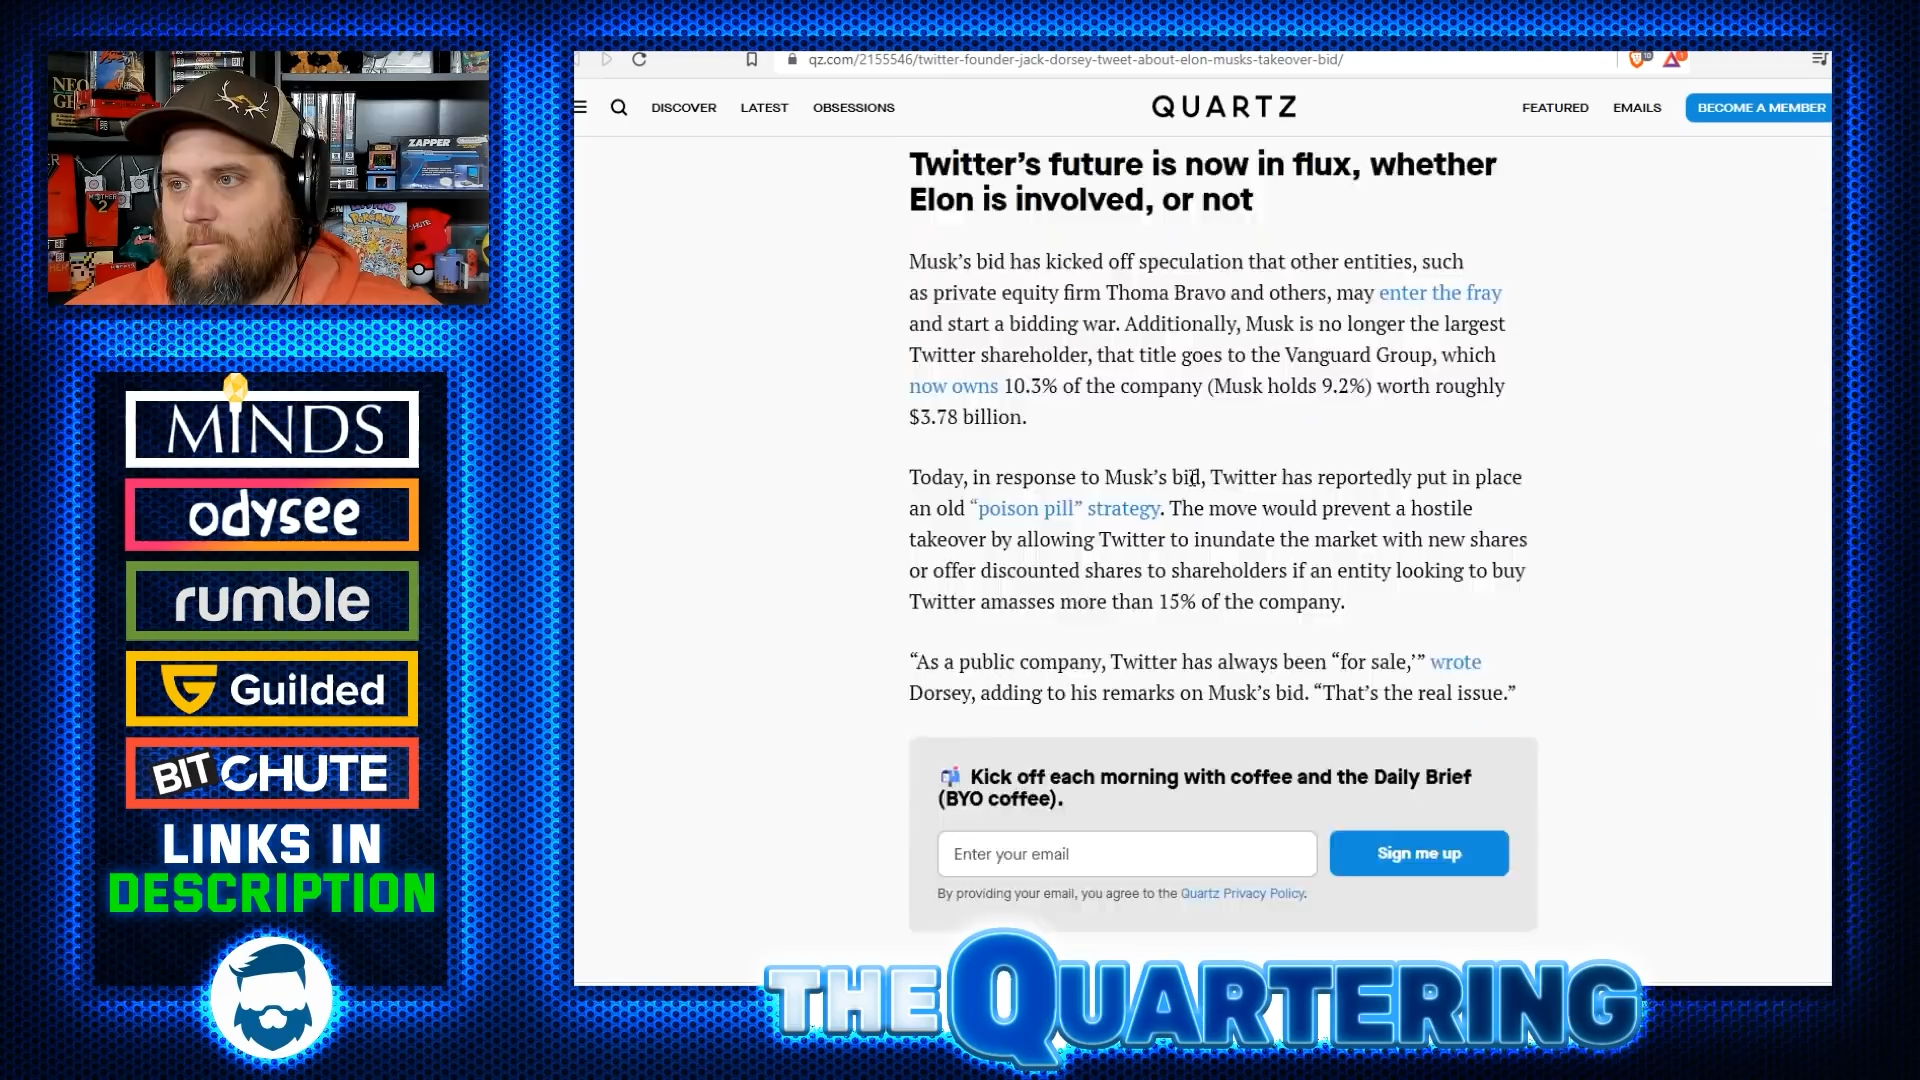 NEO
GE
ZAPPER
MOTHER
2
POKéMON
CHUTE
MINDS
odysee
rumble
Guilded
BIT CHUTE
LINKS IN
DESCRIPTION
qz.com/2155546/twitter-founder-jack-dorsey-tweet-about-elon-musks-takeover-bid/
DISCOVER LATEST OBSESSIONS QUARTZ FEATURED EMAILS BECOME A MEMBER
Twitter’s future is now in flux, whether
Elon is involved, or not
Musk’s bid has kicked off speculation that other entities, such
as private equity firm Thoma Bravo and others, may enter the fray
and start a bidding war. Additionally, Musk is no longer the largest
Twitter shareholder, that title goes to the Vanguard Group, which
now owns 10.3% of the company (Musk holds 9.2%) worth roughly
$3.78 billion.
Today, in response to Musk’s bid, Twitter has reportedly put in place
an old “poison pill” strategy. The move would prevent a hostile
takeover by allowing Twitter to inundate the market with new shares
or offer discounted shares to shareholders if an entity looking to buy
Twitter amasses more than 15% of the company.
“As a public company, Twitter has always been “for sale,’” wrote
Dorsey, adding to his remarks on Musk’s bid. “That’s the real issue.”
Kick off each morning with coffee and the Daily Brief
(BYO coffee).
Enter your email Sign me up
By providing your email, you agree to the Quartz Privacy Policy.
THE QUARTERING